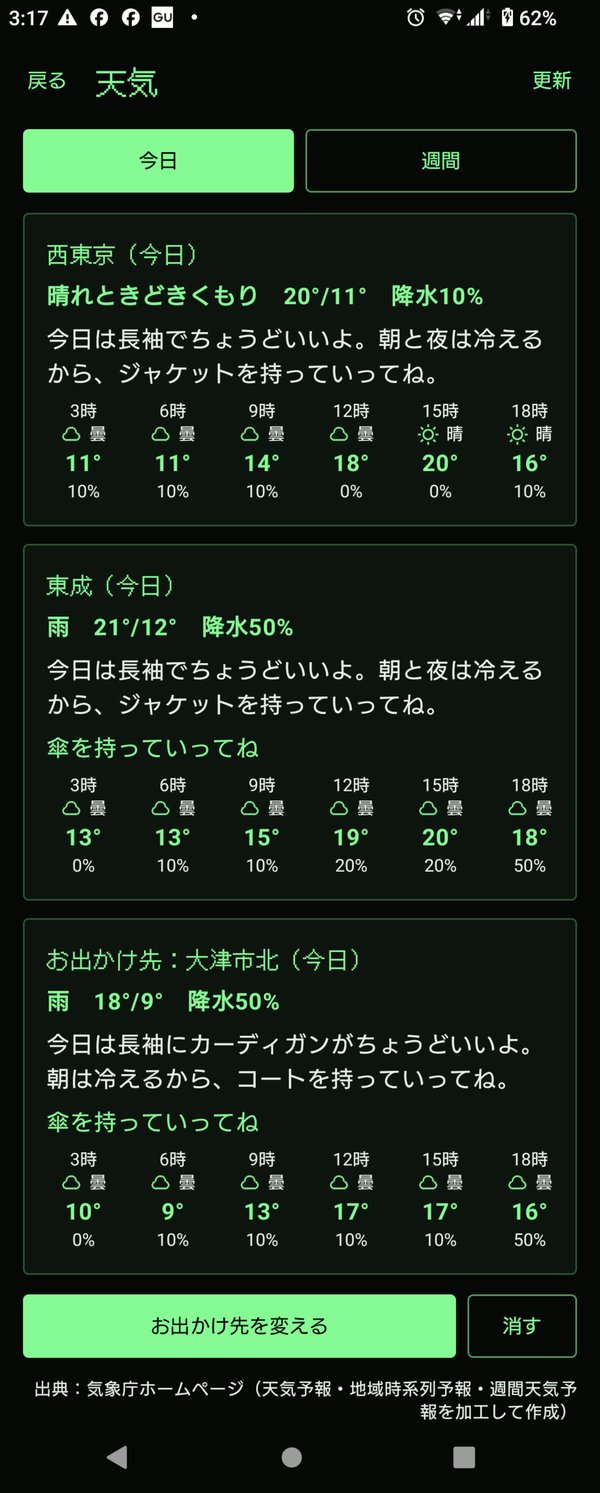 3:17 GU 62%
戻る 天気 更新
今日 週間
西東京（今日）
晴れときどきくもり 20°/11° 降水10%
今日は長袖でちょうどいいよ。朝と夜は冷える
から、ジャケットを持っていってね。
3時 6時 9時 12時 15時 18時
曇 曇 曇 曇 晴 晴
11° 11° 14° 18° 20° 16°
10% 10% 10% 0% 0% 10%
東成（今日）
雨 21°/12° 降水50%
今日は長袖でちょうどいいよ。朝と夜は冷える
から、ジャケットを持っていってね。
傘を持っていってね
3時 6時 9時 12時 15時 18時
曇 曇 曇 曇 曇 曇
13° 13° 15° 19° 20° 18°
0% 10% 10% 20% 20% 50%
お出かけ先：大津市北（今日）
雨 18°/9° 降水50%
今日は長袖にカーディガンがちょうどいいよ。
朝は冷えるから、コートを持っていってね。
傘を持っていってね
3時 6時 9時 12時 15時 18時
曇 曇 曇 曇 曇 曇
10° 9° 13° 17° 17° 16°
0% 10% 10% 10% 10% 50%
お出かけ先を変える 消す
出典：気象庁ホームページ（天気予報・地域時系列予報・週間天気予
報を加工して作成）